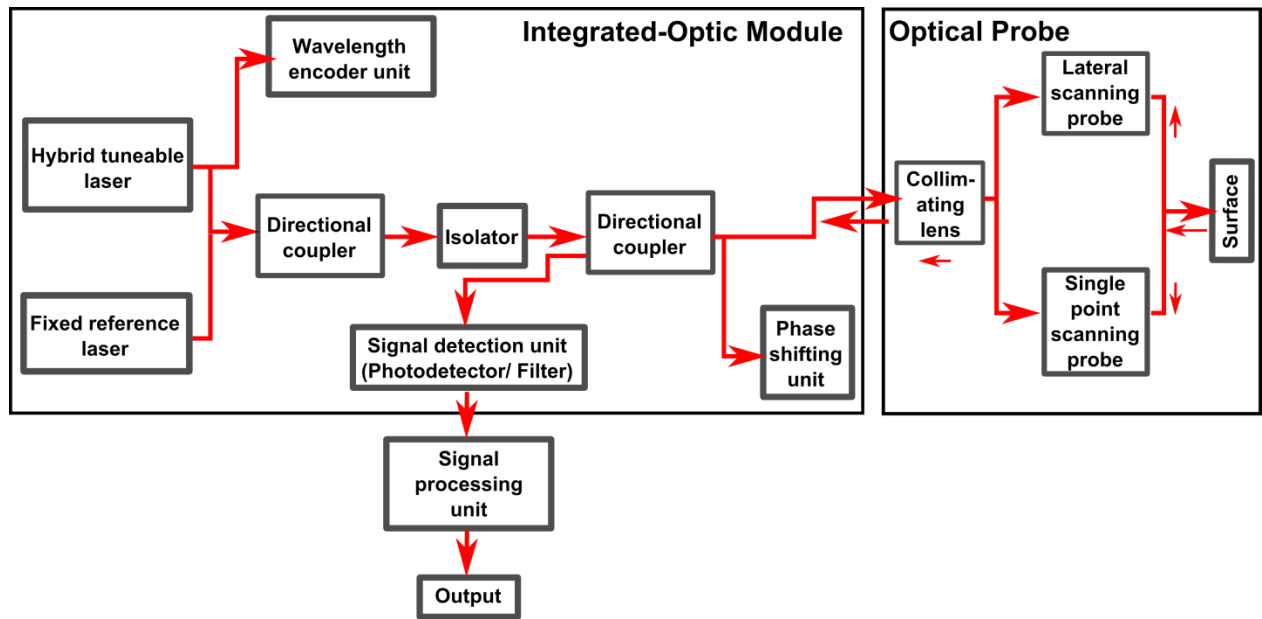 Integrated-Optic Module
Optical Probe
Wavelength
encoder unit
Lateral
scanning
probe
Hybrid tuneable
laser
Collim-
ating
lens
Surface
Directional
coupler
Isolator
Directional
coupler
Fixed reference
laser
Signal detection unit
(Photodetector/ Filter)
Phase
shifting
unit
Single
point
scanning
probe
Signal
processing
unit
Output